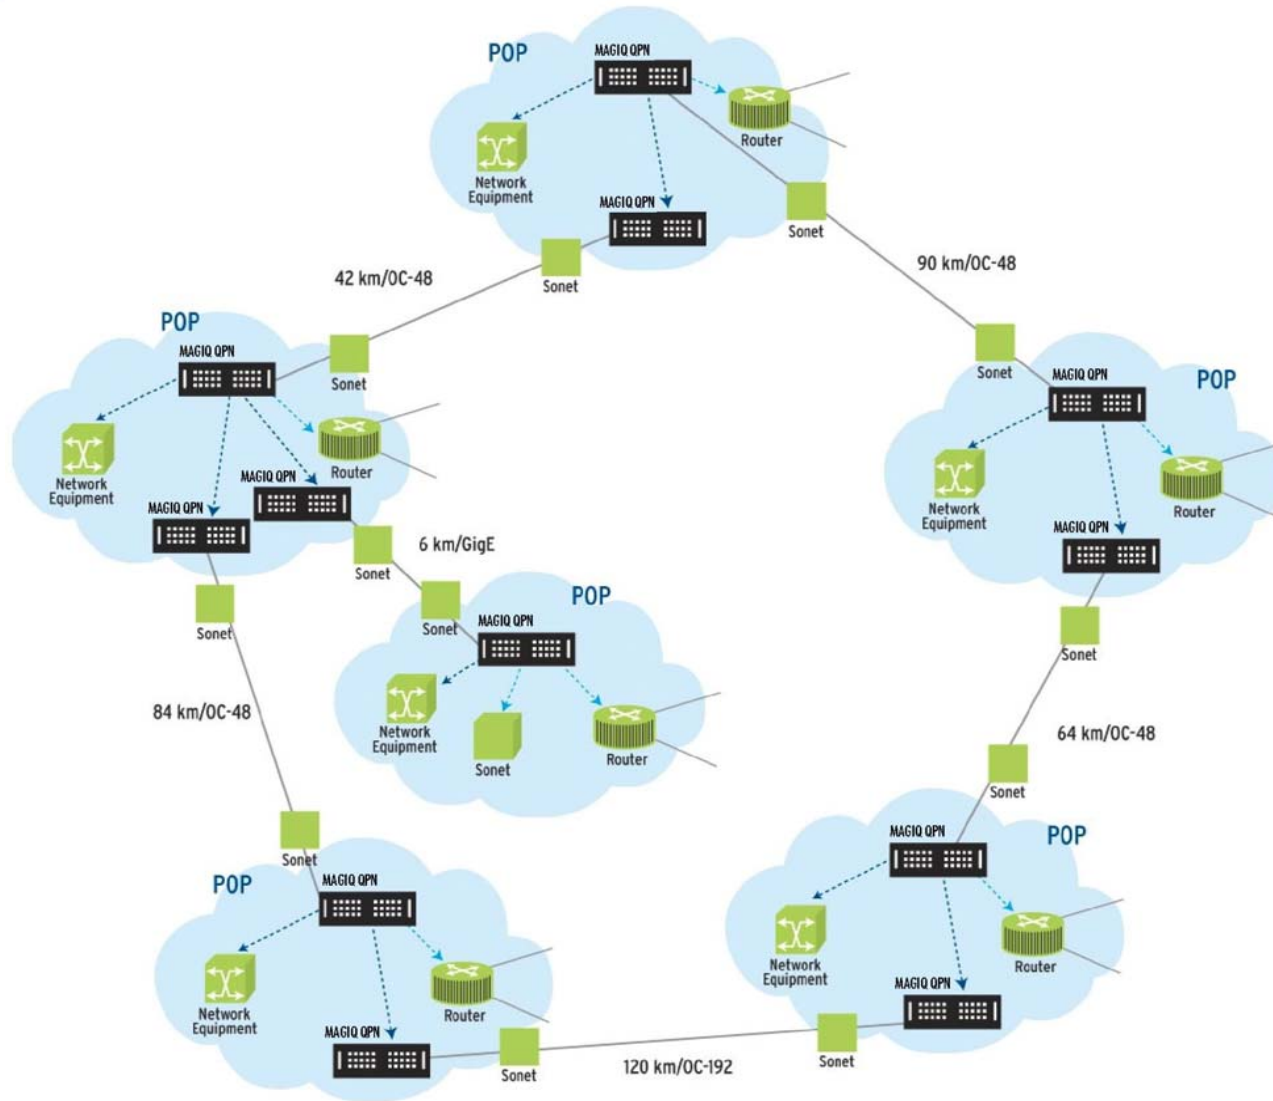 POP
MAGIQ QPN
Router
Network
Equipment
MAGIQ QPN
Sonet
Sonet
42 km/OC-48
90 km/OC-48
POP
MAGIQ QPN
Sonet
Network
Equipment
Router
MAGIQ QPN
MAGIQ QPN
Sonet
Sonet
6 km/GigE
Sonet
MAGIQ QPN
POP
Network
Equipment
Sonet
Router
Sonet
MAGIQ QPN
POP
Network
Equipment
Router
MAGIQ QPN
Sonet
84 km/OC-48
64 km/OC-48
Sonet
Sonet
POP
MAGIQ QPN
Network
Equipment
Router
MAGIQ QPN
Sonet
120 km/OC-192
MAGIQ QPN
POP
Network
Equipment
Router
MAGIQ QPN
Sonet